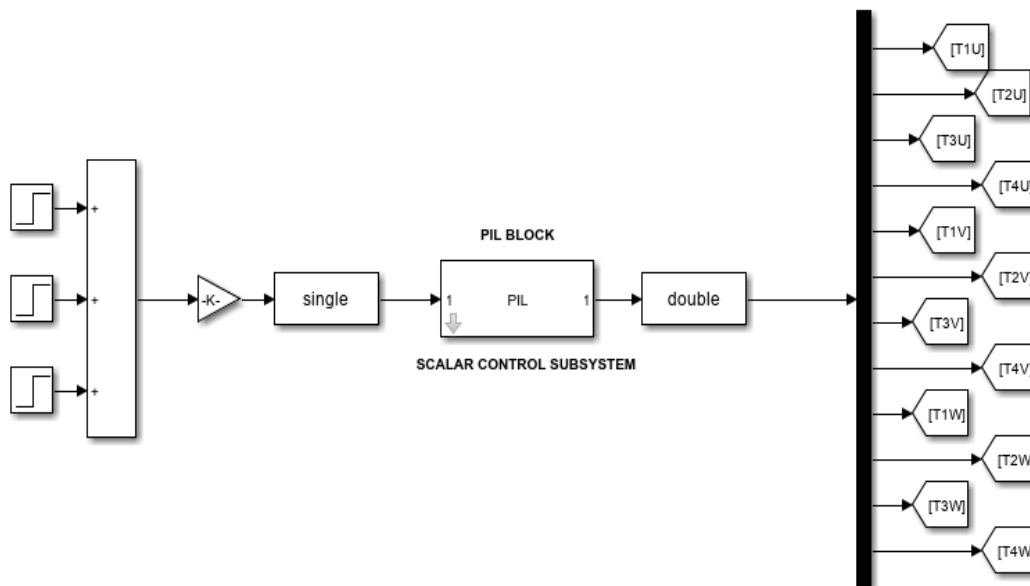 [T1U]
[T2U]
[T3U]
[T4U]
+
PIL BLOCK
[T1V]
[T2V]
+
-K-
single
1 PIL 1
double
[T3V]
SCALAR CONTROL SUBSYSTEM
[T4V]
+
[T1W]
[T2W]
[T3W]
[T4W]